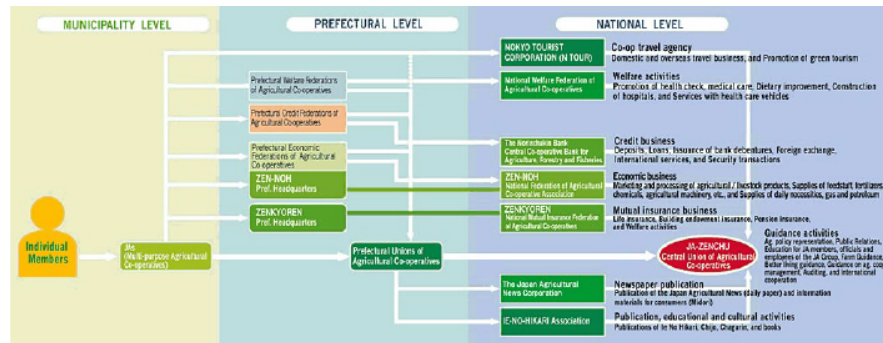 MUNICIPALITY LEVEL
PREFECTURAL LEVEL
NATIONAL LEVEL
Individual
Members
JAs
(Multi-purpose Agricultural
Co-operatives)
Prefectural Welfare Federations
of Agricultural Co-operatives
Prefectural Credit Federations of
Agricultural Co-operatives
Prefectural Economic
Federations of Agricultural
Co-operatives
ZEN-NOH
Pref. Headquarters
ZENKYOREN
Pref. Headquarters
Prefectural Unions of
Agricultural Co-operatives
NOKYO TOURIST
CORPORATION (N TOUR)
Co-op travel agency
Domestic and overseas travel business, and Promotion of green tourism
National Welfare Federation of
Agricultural Co-operatives
Welfare activities
Promotion of health check, medical care, Dietary improvement, Construction
of hospitals, and Services with health care vehicles
The Norinchukin Bank
Central Co-operative Bank for
Agriculture, Forestry and Fisheries
Credit business
Deposits, Loans, Issuance of bank debentures, Foreign exchange,
International services, and Security transactions
ZEN-NOH
National Federation of Agricultural
Co-operative Association
Economic business
Marketing and processing of agricultural / livestock products, Supplies of feedstuff, fertilizers,
chemicals, agricultural machinery, etc., and Supplies of daily necessities, gas and petroleum
ZENKYOREN
National Mutual Insurance Federation
of Agricultural Co-operatives
Mutual insurance business
Life insurance, Building endowment insurance, Pension insurance,
and Welfare activities
JA-ZENCHU
Central Union of Agricultural
Co-operatives
Guidance activities
Ag. policy representation, Public Relations,
Education for JA members, officials and
employees of the JA Group, Farm Guidance,
Better living guidance, Guidance on ag. coop
management, Auditing, and International
cooperation
The Japan Agricultural
News Corporation
Newspaper publication
Publication of the Japan Agricultural News (daily paper) and information
materials for consumers (Midori)
IE-NO-HIKARI Association
Publication, educational and cultural activities
Publications of Ie No Hikari, Chijo, Chagurin, and books